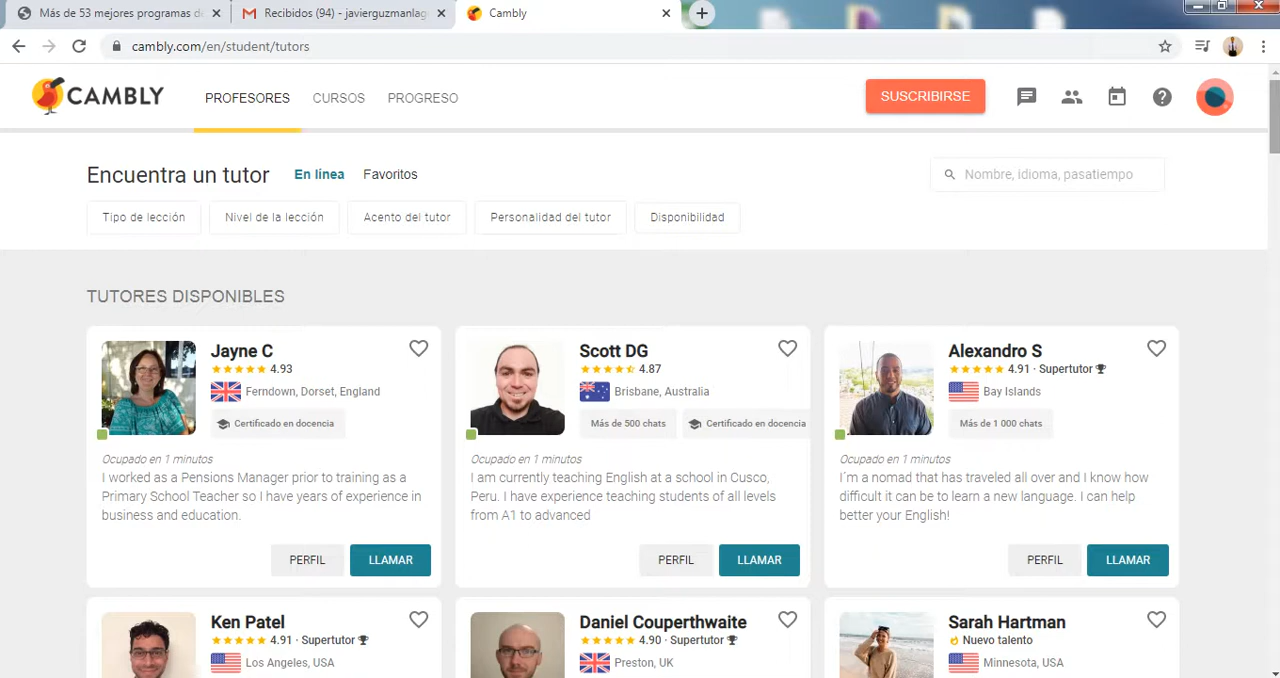 Más de 53 mejores programas de
Recibidos (94) - javierguzmanlag
Cambly
cambly.com/en/student/tutors
CAMBLY
PROFESORES
CURSOS
PROGRESO
SUSCRIBIRSE
Encuentra un tutor
En línea
Favoritos
Nombre, idioma, pasatiempo
Tipo de lección
Nivel de la lección
Acento del tutor
Personalidad del tutor
Disponibilidad
TUTORES DISPONIBLES
Jayne C
4.93
Ferndown, Dorset, England
Certificado en docencia
Ocupado en 1 minutos
I worked as a Pensions Manager prior to training as a
Primary School Teacher so I have years of experience in
business and education.
PERFIL
LLAMAR
Scott DG
4.87
Brisbane, Australia
Más de 500 chats
Certificado en docencia
Ocupado en 1 minutos
I am currently teaching English at a school in Cusco,
Peru. I have experience teaching students of all levels
from A1 to advanced
PERFIL
LLAMAR
Alexandro S
4.91 · Supertutor
Bay Islands
Más de 1 000 chats
Ocupado en 1 minutos
I´m a nomad that has traveled all over and I know how
difficult it can be to learn a new language. I can help
better your English!
PERFIL
LLAMAR
Ken Patel
4.91 · Supertutor
Los Angeles, USA
Daniel Couperthwaite
4.90 · Supertutor
Preston, UK
Sarah Hartman
Nuevo talento
Minnesota, USA